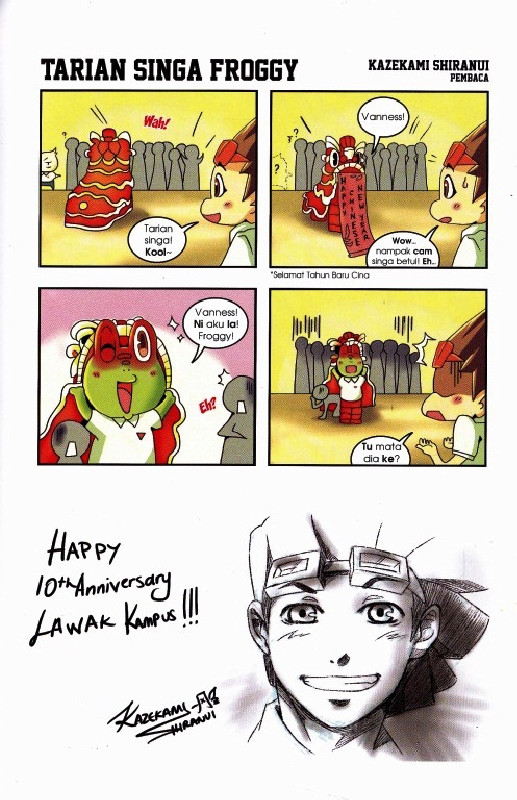 TARIAN SINGA FROGGY
KAZEKAMI SHIRANUI
PEMBACA
Wah!
?
Tarian
singa!
Kool~
Vanness!
?
?
HAPPY
CHINESE
NEW YEAR
Wow..
nampak cam
singa betul! Eh..
*Selamat Tahun Baru Cina
Vanness!
Ni aku la!
Froggy!
Eh?
Tu mata
dia ke?
HAPPY
10th Anniversary
LAWAK KAMPUS!!!
KAZEKAMI
SHIRANUI